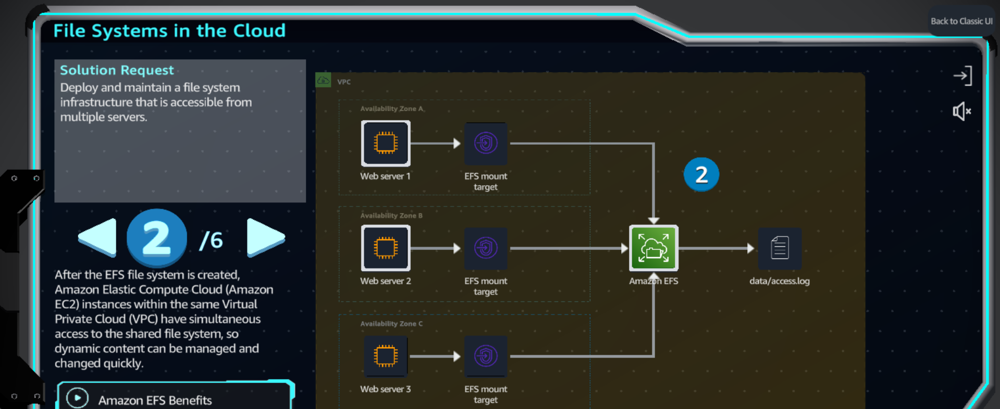 File Systems in the Cloud
Back to Classic UI
Solution Request
Deploy and maintain a file system
infrastructure that is accessible from
multiple servers.
2 /6
After the EFS file system is created,
Amazon Elastic Compute Cloud (Amazon
EC2) instances within the same Virtual
Private Cloud (VPC) have simultaneous
access to the shared file system, so
dynamic content can be managed and
changed quickly.
Amazon EFS Benefits
VPC
Availability Zone A
Web server 1
EFS mount
target
2
Availability Zone B
Web server 2
EFS mount
target
Amazon EFS
data/access.log
Availability Zone C
Web server 3
EFS mount
target